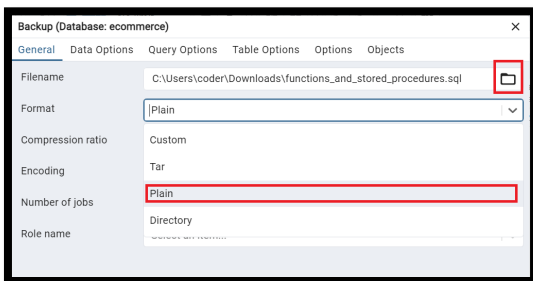 Backup (Database: ecommerce)
General Data Options Query Options Table Options Options Objects
Filename C:\Users\coder\Downloads\functions_and_stored_procedures.sql
Format Plain
Compression ratio Custom
Tar
Encoding
Plain
Number of jobs
Directory
Role name